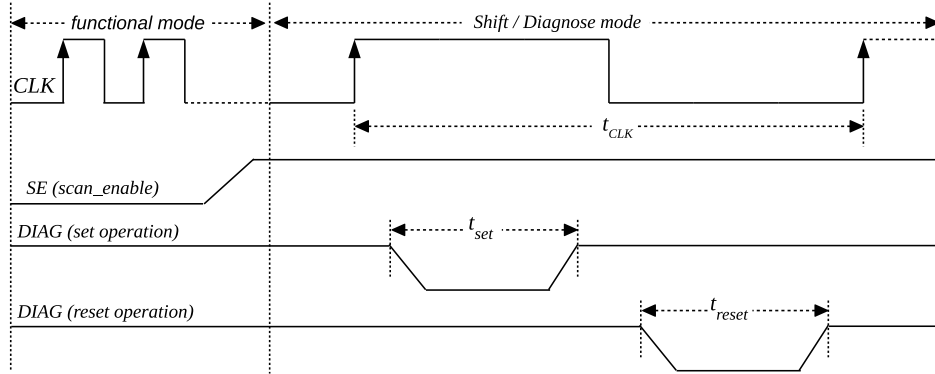 functional mode
Shift / Diagnose mode
CLK
tCLK
SE (scan_enable)
DIAG (set operation)
tset
DIAG (reset operation)
treset